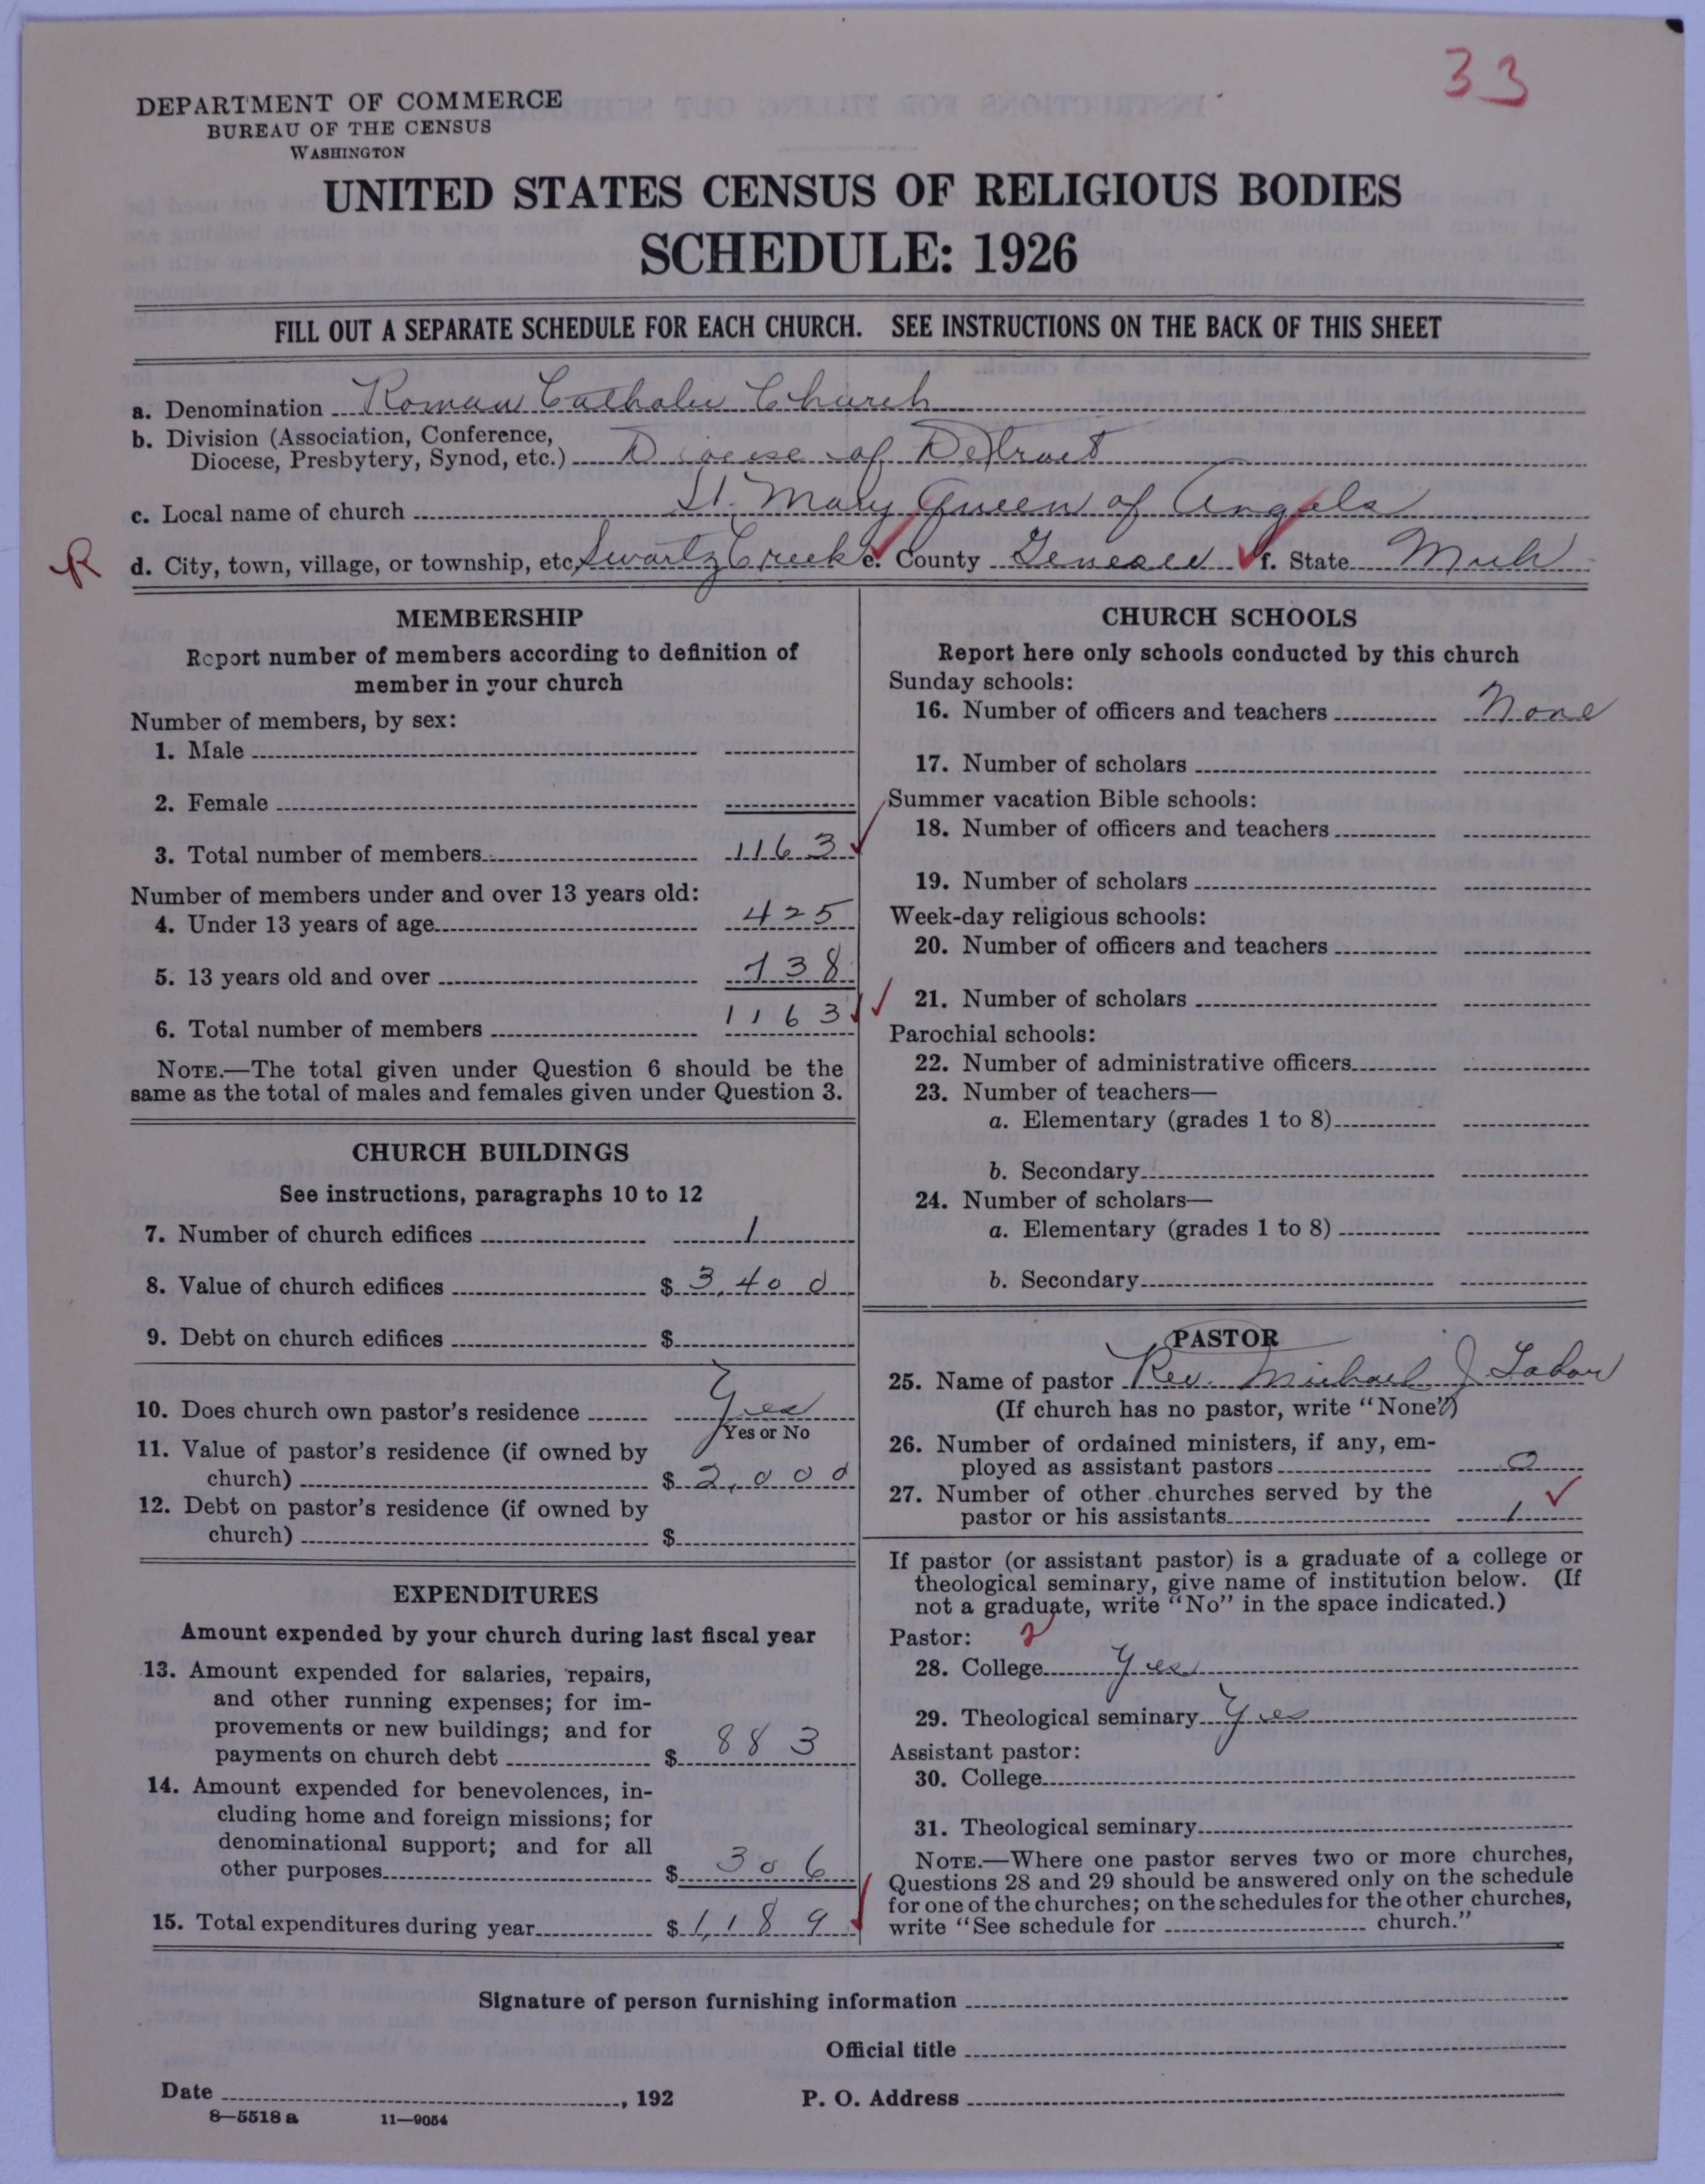 33
DEPARTMENT OF COMMERCE
BUREAU OF THE CENSUS
WASHINGTON
UNITED STATES CENSUS OF RELIGIOUS BODIES
SCHEDULE: 1926
FILL OUT A SEPARATE SCHEDULE FOR EACH CHURCH. SEE INSTRUCTIONS ON THE BACK OF THIS SHEET
a. Denomination Roman Catholic Church
b. Division (Association, Conference,
Diocese, Presbytery, Synod, etc.) Diocese of Detroit
c. Local name of church St. Mary Queen of Angels
R d. City, town, village, or township, etc. Swartz Creek e. County Genesee f. State Mich
MEMBERSHIP
Report number of members according to definition of
member in your church
Number of members, by sex:
1. Male
2. Female
3. Total number of members 1163
Number of members under and over 13 years old:
4. Under 13 years of age 425
5. 13 years old and over 738
6. Total number of members 1163
NOTE.—The total given under Question 6 should be the
same as the total of males and females given under Question 3.
CHURCH BUILDINGS
See instructions, paragraphs 10 to 12
7. Number of church edifices 1
8. Value of church edifices $ 3,400
9. Debt on church edifices $
10. Does church own pastor's residence Yes
Yes or No
11. Value of pastor's residence (if owned by
church) $ 2,000
12. Debt on pastor's residence (if owned by
church) $
EXPENDITURES
Amount expended by your church during last fiscal year
13. Amount expended for salaries, repairs,
and other running expenses; for im-
provements or new buildings; and for
payments on church debt $ 883
14. Amount expended for benevolences, in-
cluding home and foreign missions; for
denominational support; and for all
other purposes $ 306
15. Total expenditures during year $ 1,189
CHURCH SCHOOLS
Report here only schools conducted by this church
Sunday schools:
16. Number of officers and teachers None
17. Number of scholars
Summer vacation Bible schools:
18. Number of officers and teachers
19. Number of scholars
Week-day religious schools:
20. Number of officers and teachers
21. Number of scholars
Parochial schools:
22. Number of administrative officers
23. Number of teachers—
a. Elementary (grades 1 to 8)
b. Secondary
24. Number of scholars—
a. Elementary (grades 1 to 8)
b. Secondary
PASTOR
25. Name of pastor Rev. Michael J.
(If church has no pastor, write "None")
26. Number of ordained ministers, if any, em-
ployed as assistant pastors 0
27. Number of other churches served by the
pastor or his assistants 1
If pastor (or assistant pastor) is a graduate of a college or
theological seminary, give name of institution below. (If
not a graduate, write "No" in the space indicated.)
Pastor: 2
28. College Yes
29. Theological seminary Yes
Assistant pastor:
30. College
31. Theological seminary
NOTE.—Where one pastor serves two or more churches,
Questions 28 and 29 should be answered only on the schedule
for one of the churches; on the schedules for the other churches,
write "See schedule for church."
Signature of person furnishing information
Official title
Date , 192 P. O. Address
8—5518 a 11—9054